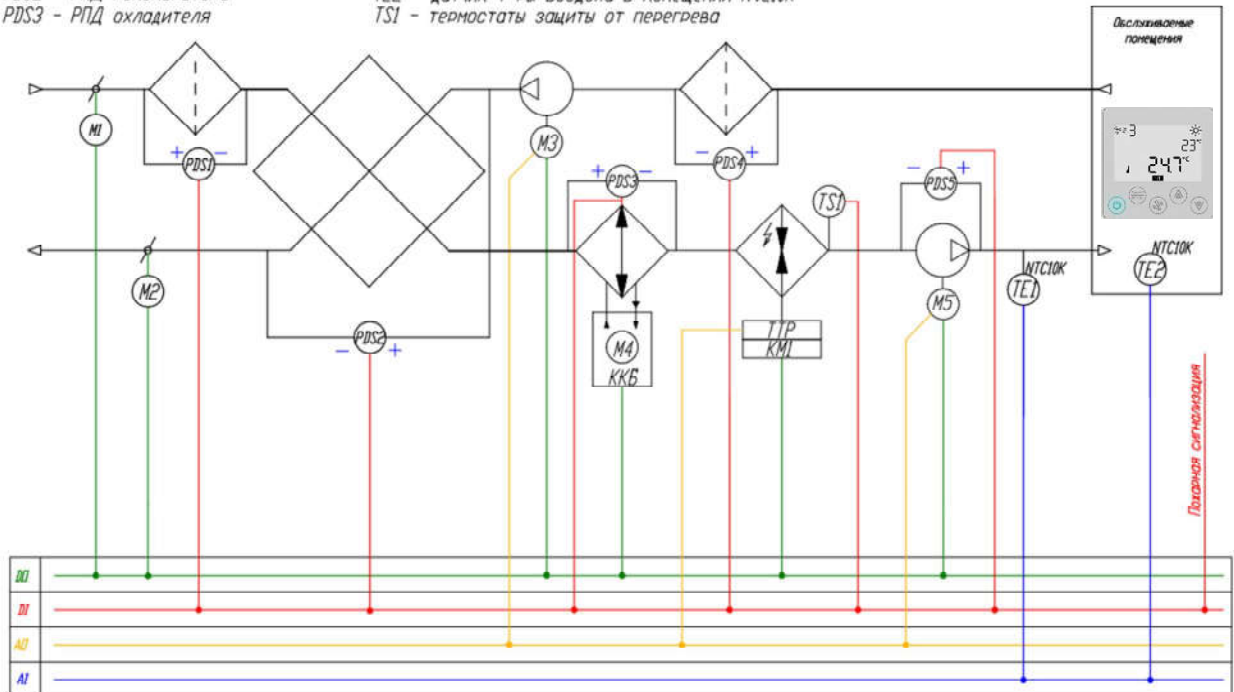 PDS3 - РПД охладителя
TS1 - термостаты защиты от перегрева
Обслуживаемые
помещения
3
23°
24.7°C
M1
+
-
PDS1
M3
+
-
PDS3
-
+
PDS4
TS1
-
+
PDS5
M2
-
+
PDS2
M4
ККБ
ТТР
KM1
M5
NTC10K
TE1
NTC10K
TE2
Пожарная сигнализация
DO
DI
AO
AI